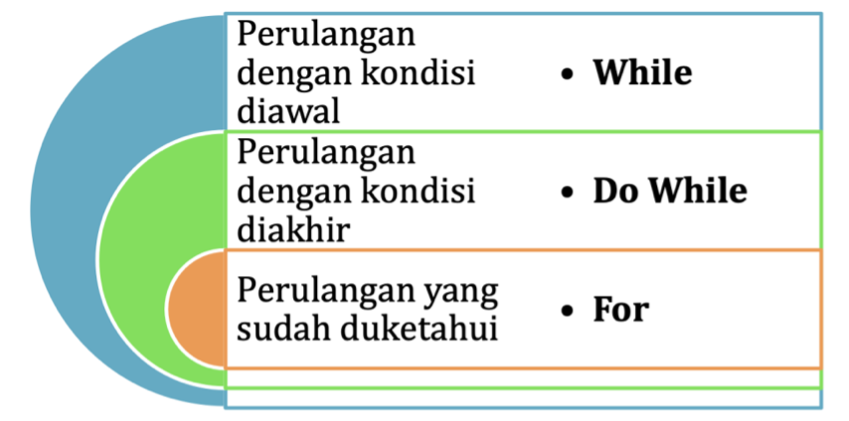 Perulangan
dengan kondisi
diawal
• While
Perulangan
dengan kondisi
diakhir
• Do While
Perulangan yang
sudah duketahui
• For